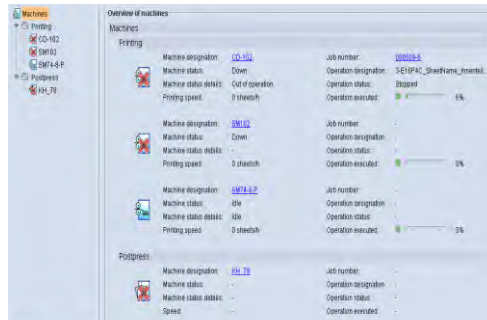 Machines
Printing
CD-102
SM102
SM74-8-P
Postpress
KH_78
Overview of machines
Machines
Printing
Machine designation: CD-102 Job number:
Machine status: Down Operation designation:
Machine status details: Out of operation Operation status: Stopped
Printing speed: 0 sheets/h Operation executed: 6%
Machine designation: SM102 Job number: -
Machine status: Down Operation designation: -
Machine status details: - Operation status: -
Printing speed: 0 sheets/h Operation executed: 0%
Machine designation: SM74-8-P Job number: -
Machine status: Idle Operation designation: -
Machine status details: Idle Operation status: -
Printing speed: 0 sheets/h Operation executed: 0%
Postpress
Machine designation: KH_78 Job number: -
Machine status: - Operation designation: -
Machine status details: - Operation status: -
Speed: - Operation executed: -